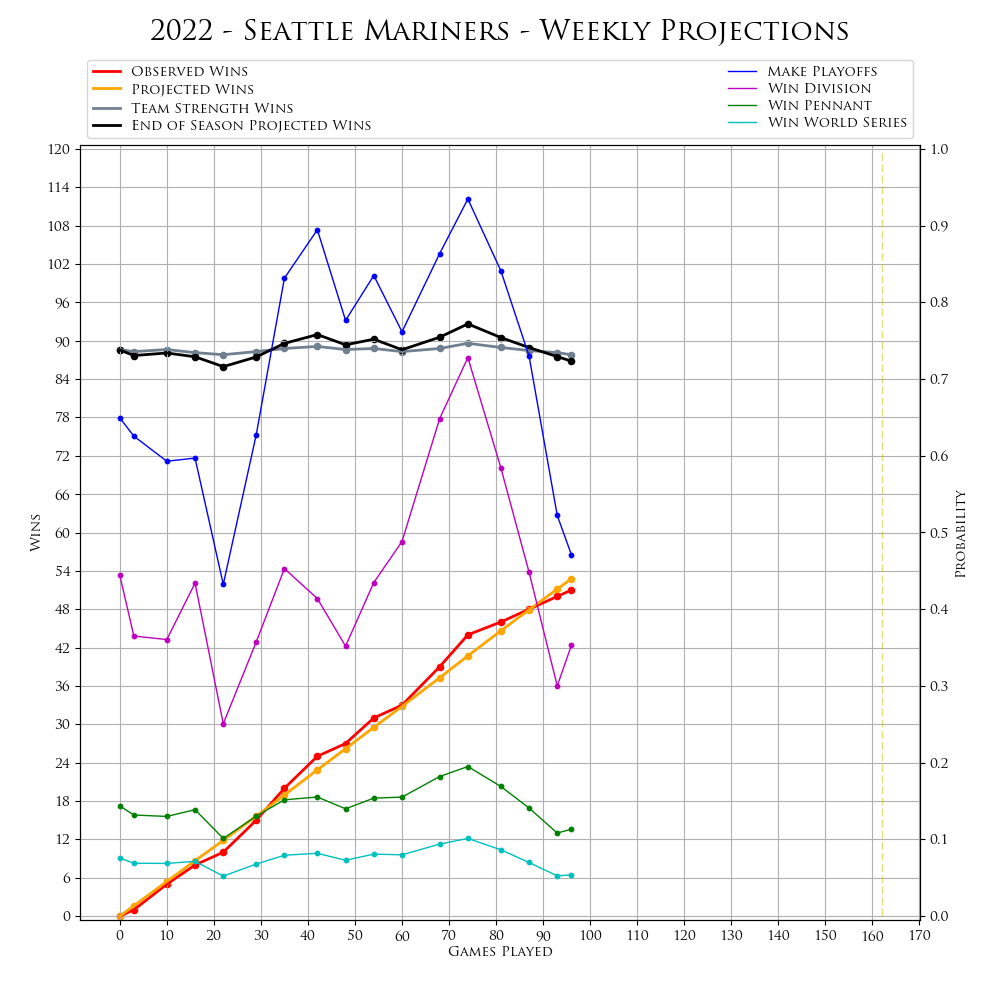 2022 - Seattle Mariners - Weekly Projections
Observed Wins
Projected Wins
Team Strength Wins
End of Season Projected Wins
Make Playoffs
Win Division
Win Pennant
Win World Series
120
114
108
102
96
90
84
78
72
66
60
54
48
42
36
30
24
18
12
6
0
Wins
1.0
0.9
0.8
0.7
0.6
0.5
0.4
0.3
0.2
0.1
0.0
Probability
0 10 20 30 40 50 60 70 80 90 100 110 120 130 140 150 160 170
Games Played